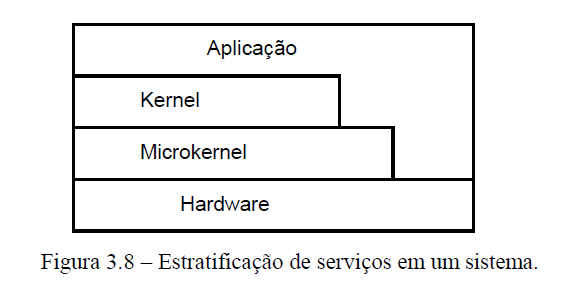 Aplicação
Kernel
Microkernel
Hardware
Figura 3.8 – Estratificação de serviços em um sistema.